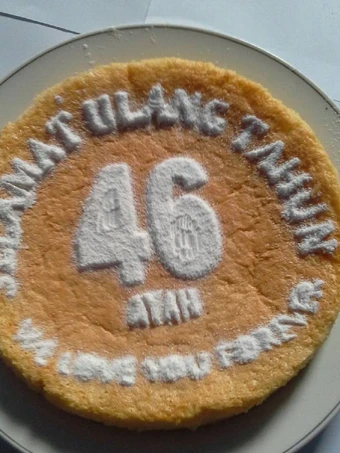 SELAMAT ULANG TAHUN
46
AYAH
WE LOVE YOU FOREVER